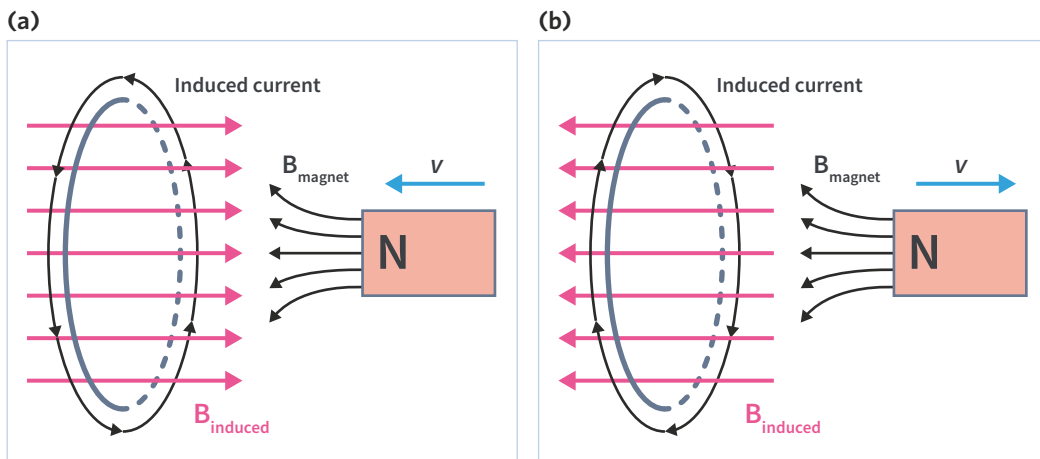 (a)
Induced current
B magnet
v
N
B induced
(b)
Induced current
B magnet
v
N
B induced